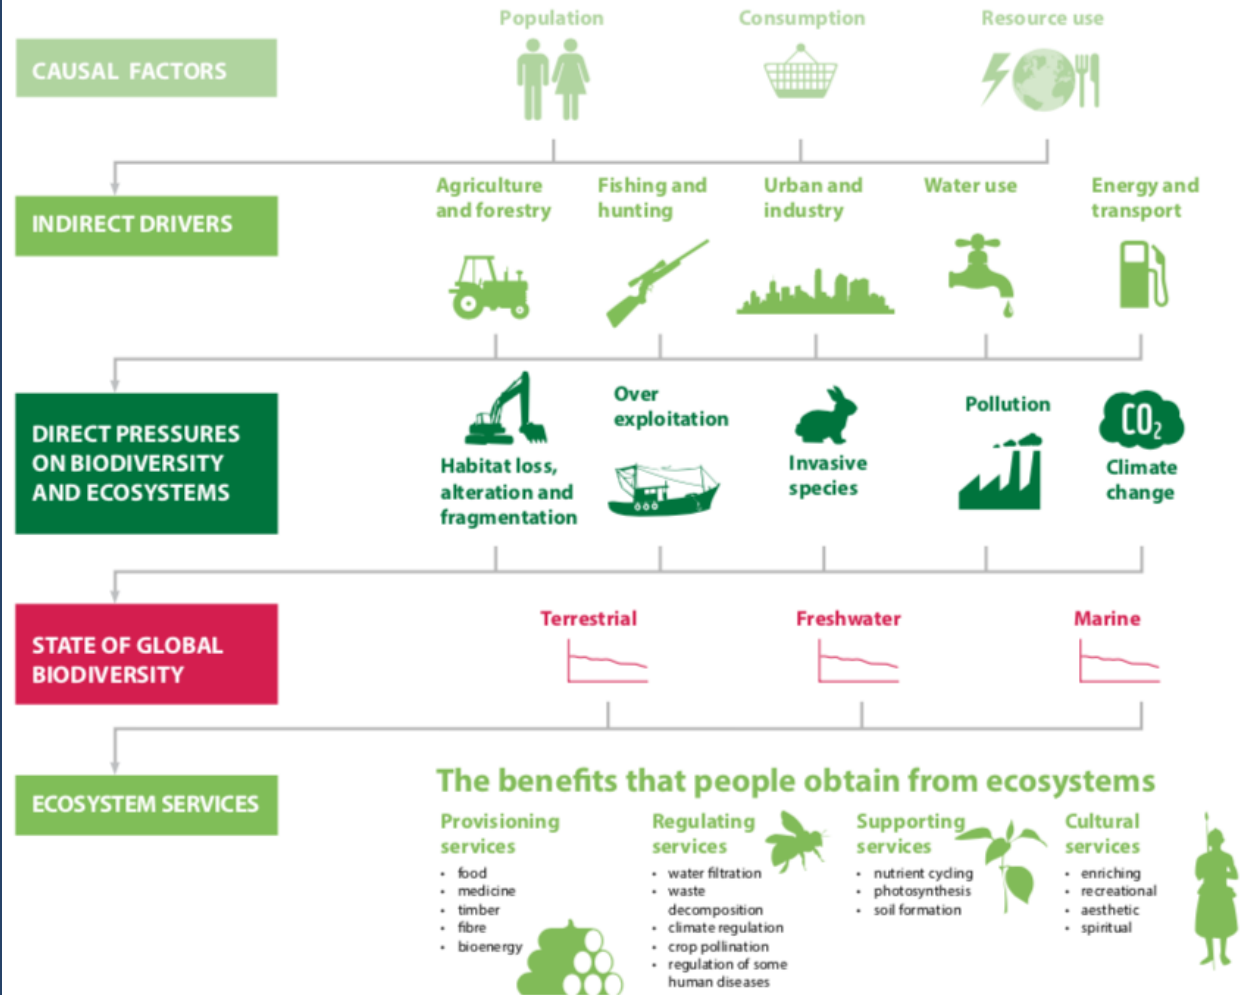 Population
Consumption
Resource use
CAUSAL FACTORS
Agriculture
and forestry
Fishing and
hunting
Urban and
industry
Water use
Energy and
transport
INDIRECT DRIVERS
Over
exploitation
Pollution
CO2
DIRECT PRESSURES
ON BIODIVERSITY
AND ECOSYSTEMS
Habitat loss,
alteration and
fragmentation
Invasive
species
Climate
change
Terrestrial
Freshwater
Marine
STATE OF GLOBAL
BIODIVERSITY
ECOSYSTEM SERVICES
The benefits that people obtain from ecosystems
Provisioning
services
• food
• medicine
• timber
• fibre
• bioenergy
Regulating
services
• water filtration
• waste
decomposition
• climate regulation
• crop pollination
• regulation of some
human diseases
Supporting
services
• nutrient cycling
• photosynthesis
• soil formation
Cultural
services
• enriching
• recreational
• aesthetic
• spiritual